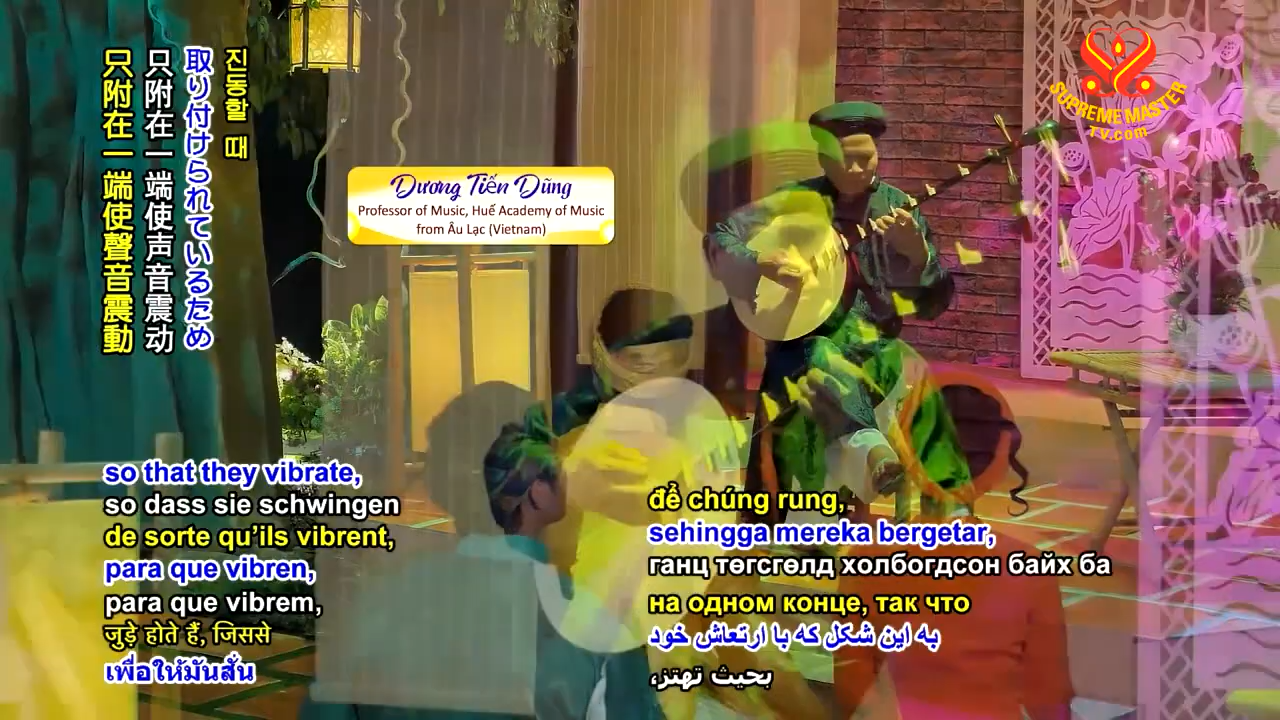 진동할 때
取り付けられているため
只附在一端使声音震动
只附在一端使聲音震動
SUPREME MASTER
TV.com
Dương Tiến Dũng
Professor of Music, Huế Academy of Music
from Âu Lạc (Vietnam)
so that they vibrate,
so dass sie schwingen
de sorte qu’ils vibrent,
para que vibren,
para que vibrem,
जुड़े होते हैं, जिससे
เพื่อให้มันสั่น
để chúng rung,
sehingga mereka bergetar,
ганц төгсгөлд холбогдсон байх ба
на одном конце, так что
به این شکل که با ارتعاش خود
بحيث تهتز،